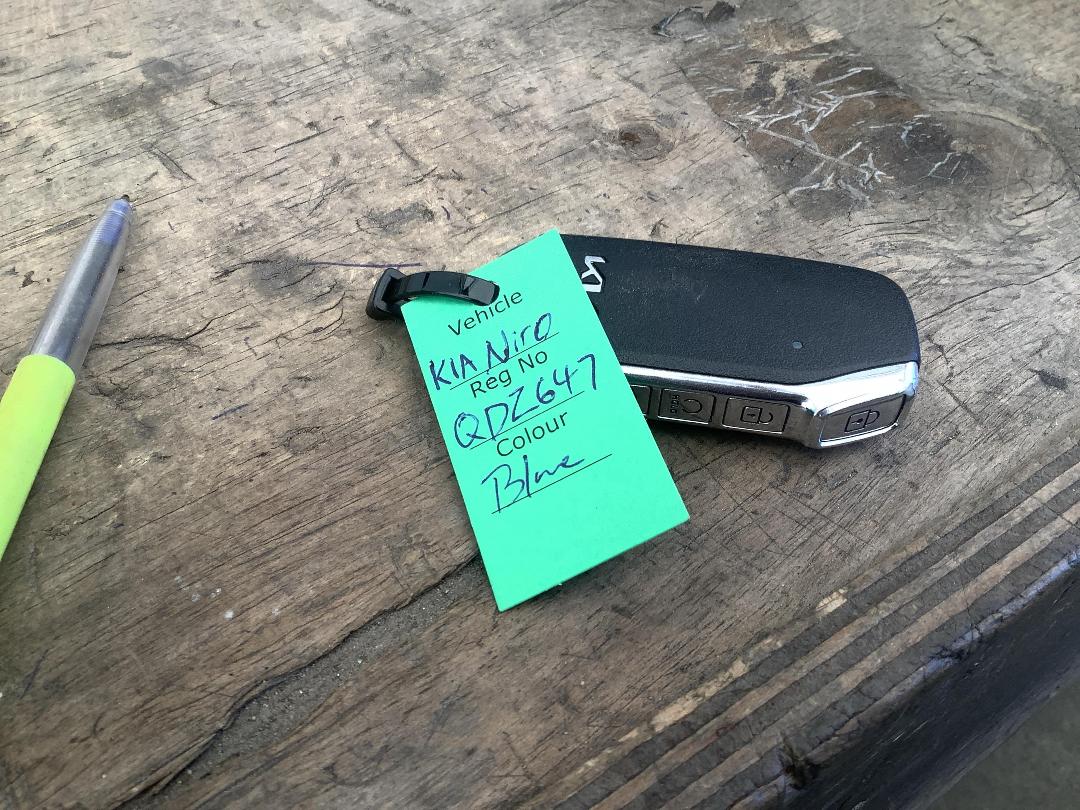 Vehicle
KIA Niro
Reg No
QDZ647
Colour
Blue